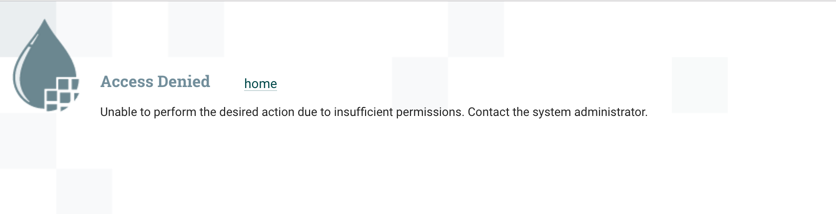 Access Denied home
Unable to perform the desired action due to insufficient permissions. Contact the system administrator.